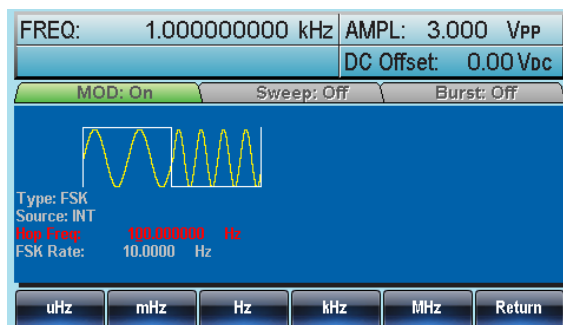 FREQ: 1.000000000 kHz AMPL: 3.000 VPP
DC Offset: 0.00 VDC
MOD: On Sweep: Off Burst: Off
Type: FSK
Source: INT
Hop Freq: 100.000000 Hz
FSK Rate: 10.0000 Hz
uHz mHz Hz kHz MHz Return